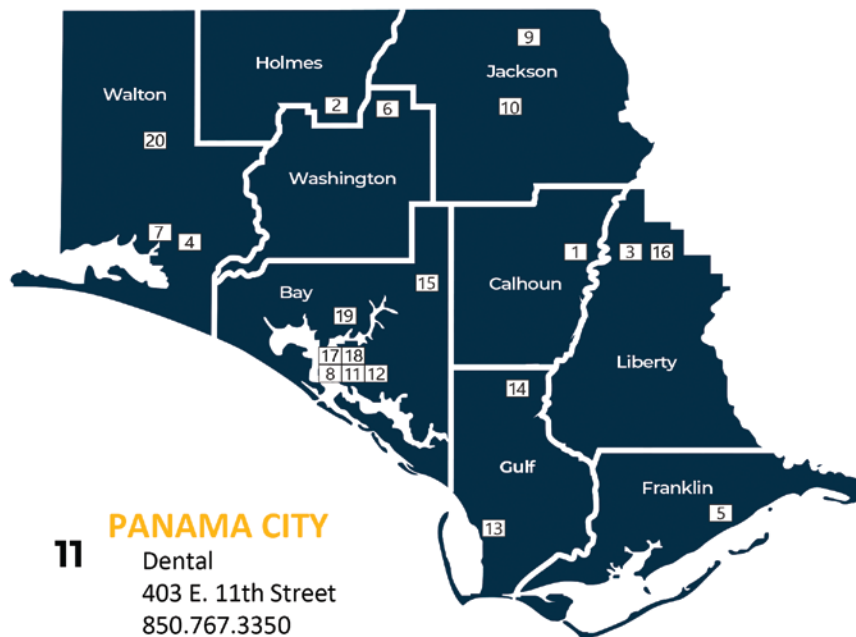 9
Holmes
Jackson
Walton
2
6
10
20
Washington
7
4
1
3
16
Calhoun
15
Bay
19
17 18
8 11 12
Liberty
14
Gulf
Franklin
5
13
11 PANAMA CITY
Dental
403 E. 11th Street
850.767.3350